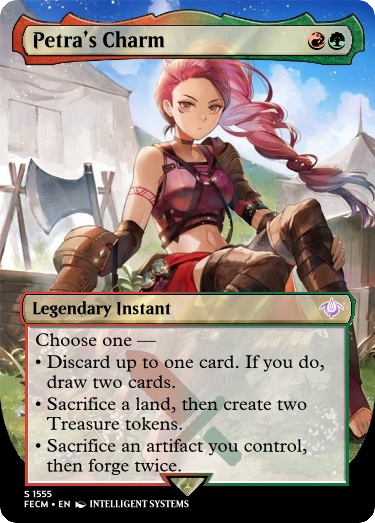 Petra's Charm
Legendary Instant
Choose one —
• Discard up to one card. If you do,
draw two cards.
• Sacrifice a land, then create two
Treasure tokens.
• Sacrifice an artifact you control,
then forge twice.
S 1555
FECM • EN INTELLIGENT SYSTEMS